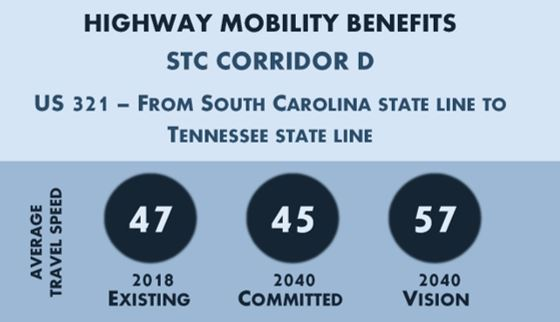 HIGHWAY MOBILITY BENEFITS
STC CORRIDOR D
US 321 – FROM SOUTH CAROLINA STATE LINE TO
TENNESSEE STATE LINE
AVERAGE
TRAVEL SPEED
47
45
57
2018
EXISTING
2040
COMMITTED
2040
VISION